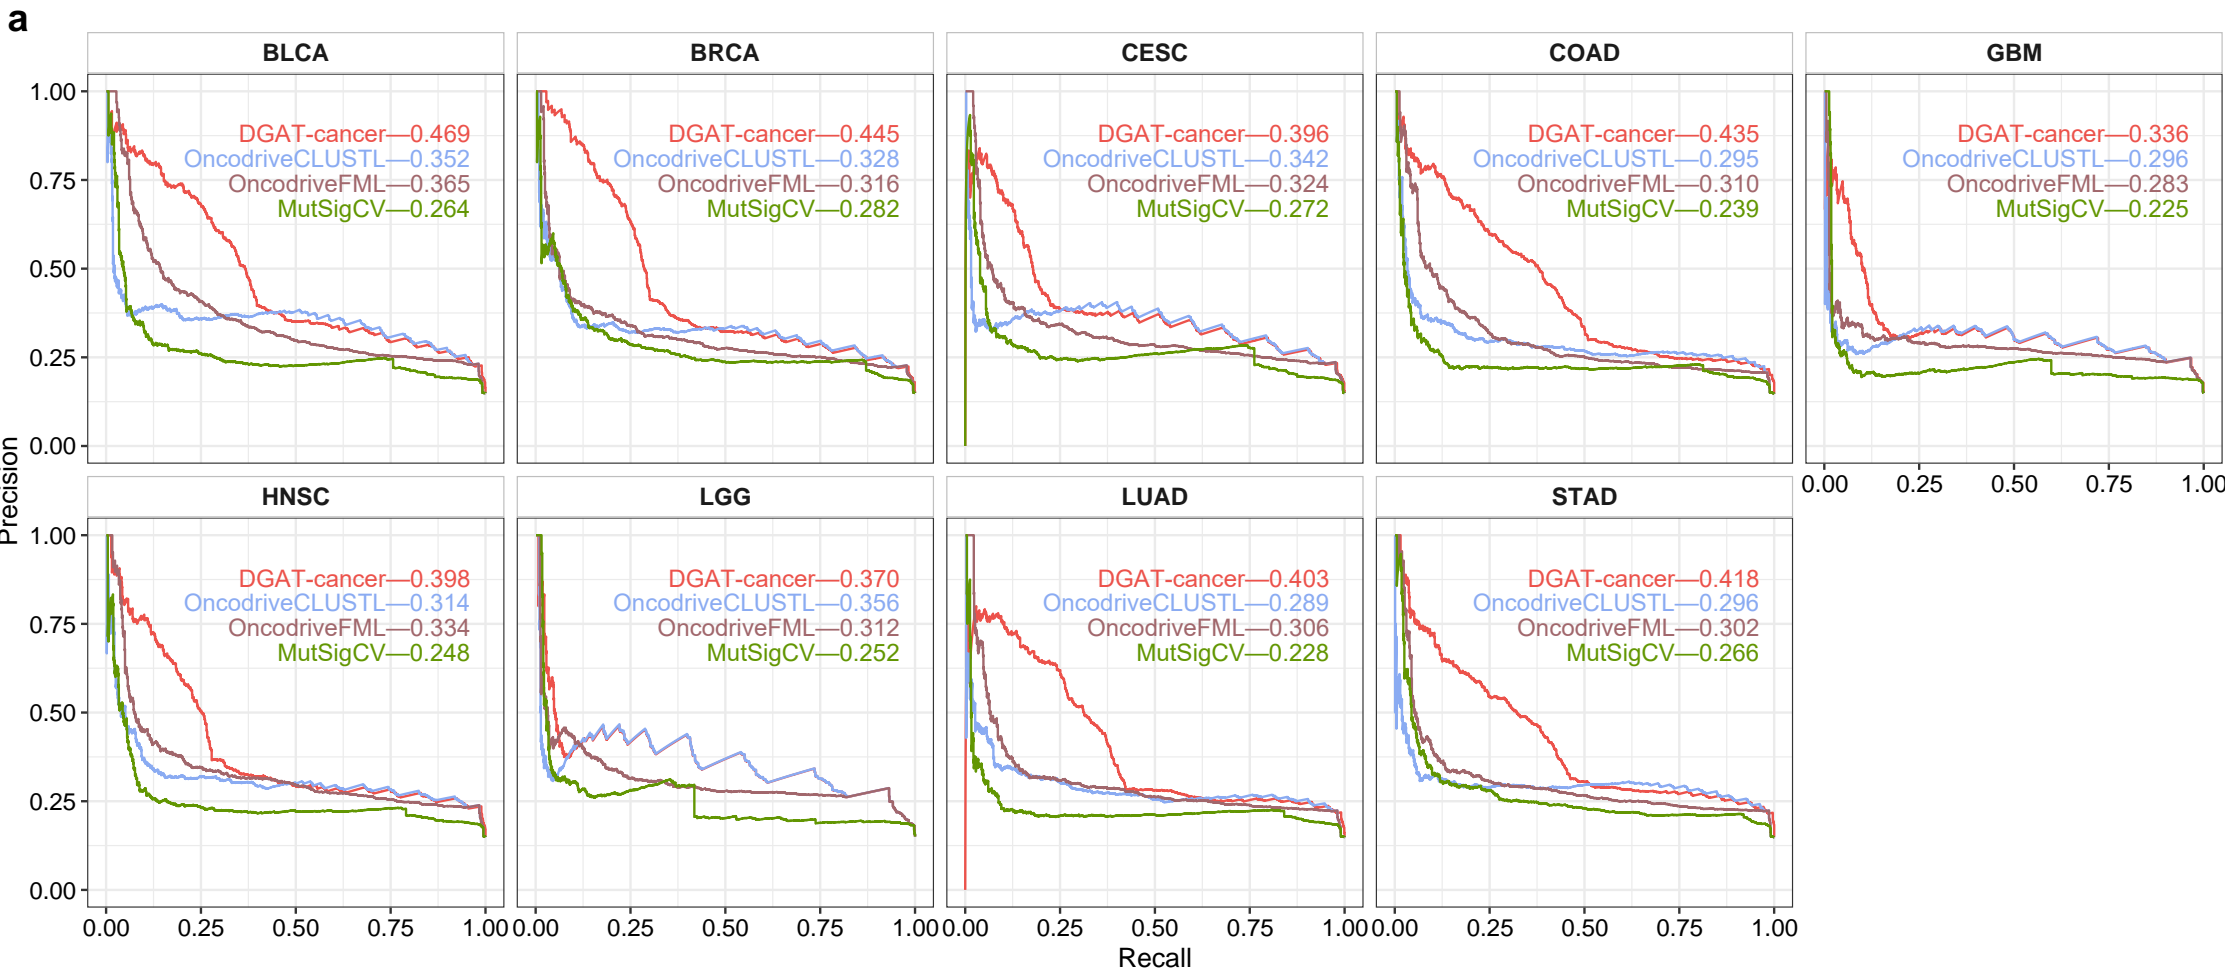 a
BLCA
BRCA
CESC
COAD
GBM
1.00
0.75
0.50
0.25
0.00
DGAT-cancer—0.469
OncodriveCLUSTL—0.352
OncodriveFML—0.365
MutSigCV—0.264
DGAT-cancer—0.445
OncodriveCLUSTL—0.328
OncodriveFML—0.316
MutSigCV—0.282
DGAT-cancer—0.396
OncodriveCLUSTL—0.342
OncodriveFML—0.324
MutSigCV—0.272
DGAT-cancer—0.435
OncodriveCLUSTL—0.295
OncodriveFML—0.310
MutSigCV—0.239
DGAT-cancer—0.336
OncodriveCLUSTL—0.296
OncodriveFML—0.283
MutSigCV—0.225
0.00 0.25 0.50 0.75 1.00
Precision
HNSC
LGG
LUAD
STAD
1.00
0.75
0.50
0.25
0.00
DGAT-cancer—0.398
OncodriveCLUSTL—0.314
OncodriveFML—0.334
MutSigCV—0.248
DGAT-cancer—0.370
OncodriveCLUSTL—0.356
OncodriveFML—0.312
MutSigCV—0.252
DGAT-cancer—0.403
OncodriveCLUSTL—0.289
OncodriveFML—0.306
MutSigCV—0.228
DGAT-cancer—0.418
OncodriveCLUSTL—0.296
OncodriveFML—0.302
MutSigCV—0.266
0.00 0.25 0.50 0.75 1.00
0.00 0.25 0.50 0.75 1.00
0.00 0.25 0.50 0.75 1.00
0.00 0.25 0.50 0.75 1.00
Recall